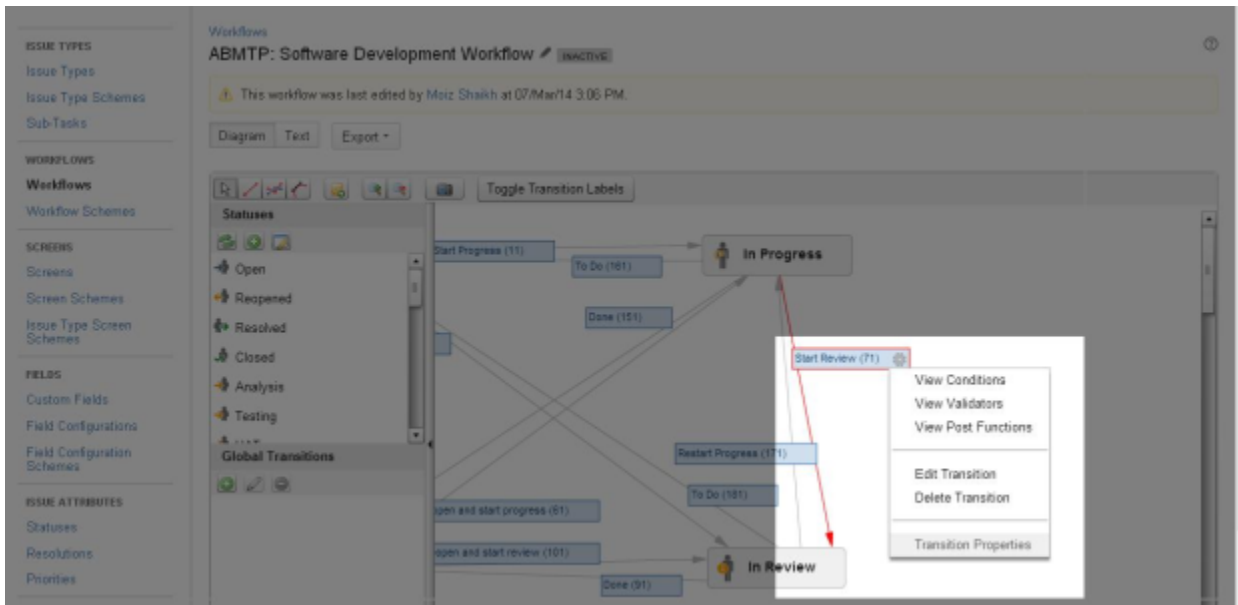 ISSUE TYPES
Issue Types
Issue Type Schemes
Sub-Tasks
WORKFLOWS
Workflows
Workflow Schemes
SCREENS
Screens
Screen Schemes
Issue Type Screen
Schemes
FIELDS
Custom Fields
Field Configurations
Field Configuration
Schemes
ISSUE ATTRIBUTES
Statuses
Resolutions
Priorities
Workflows
ABMTP: Software Development Workflow INACTIVE
This workflow was last edited by Moiz Shaikh at 07/Mar/14 3:06 PM.
Diagram Text Export
Toggle Transition Labels
Statuses
Open
Reopened
Resolved
Closed
Analysis
Testing
Global Transitions
Start Progress (11)
To Do (161)
In Progress
Done (151)
Start Review (71)
View Conditions
View Validators
View Post Functions
Edit Transition
Delete Transition
Transition Properties
Restart Progress (171)
To Do (181)
open and start progress (61)
open and start review (101)
In Review
Done (91)